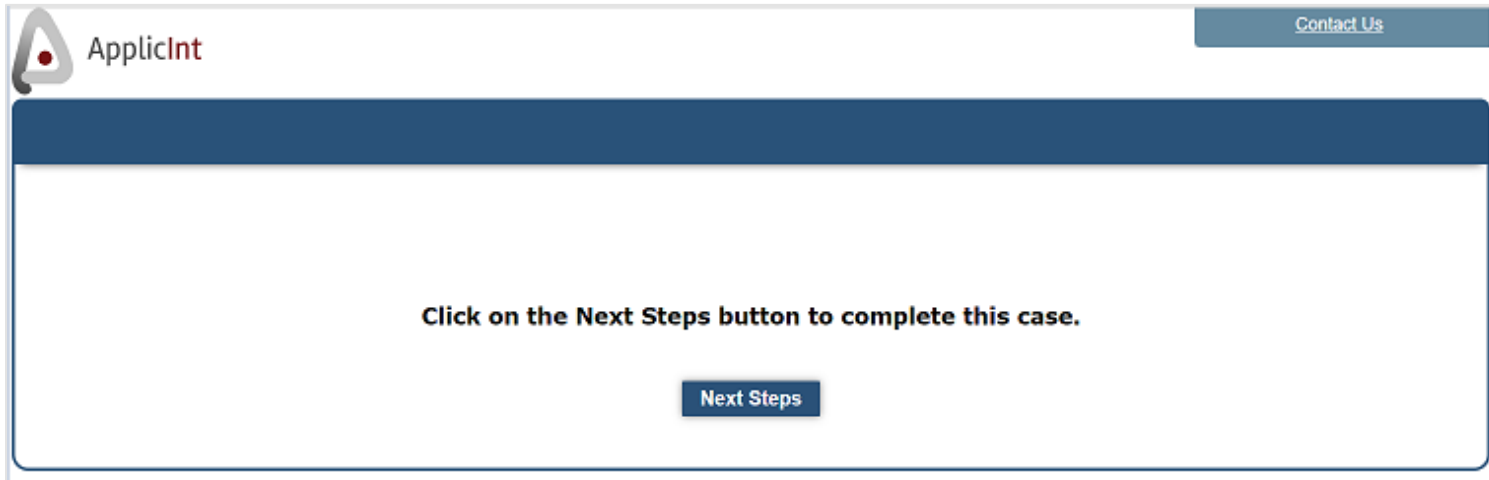 ApplicInt
Contact Us
Click on the Next Steps button to complete this case.
Next Steps